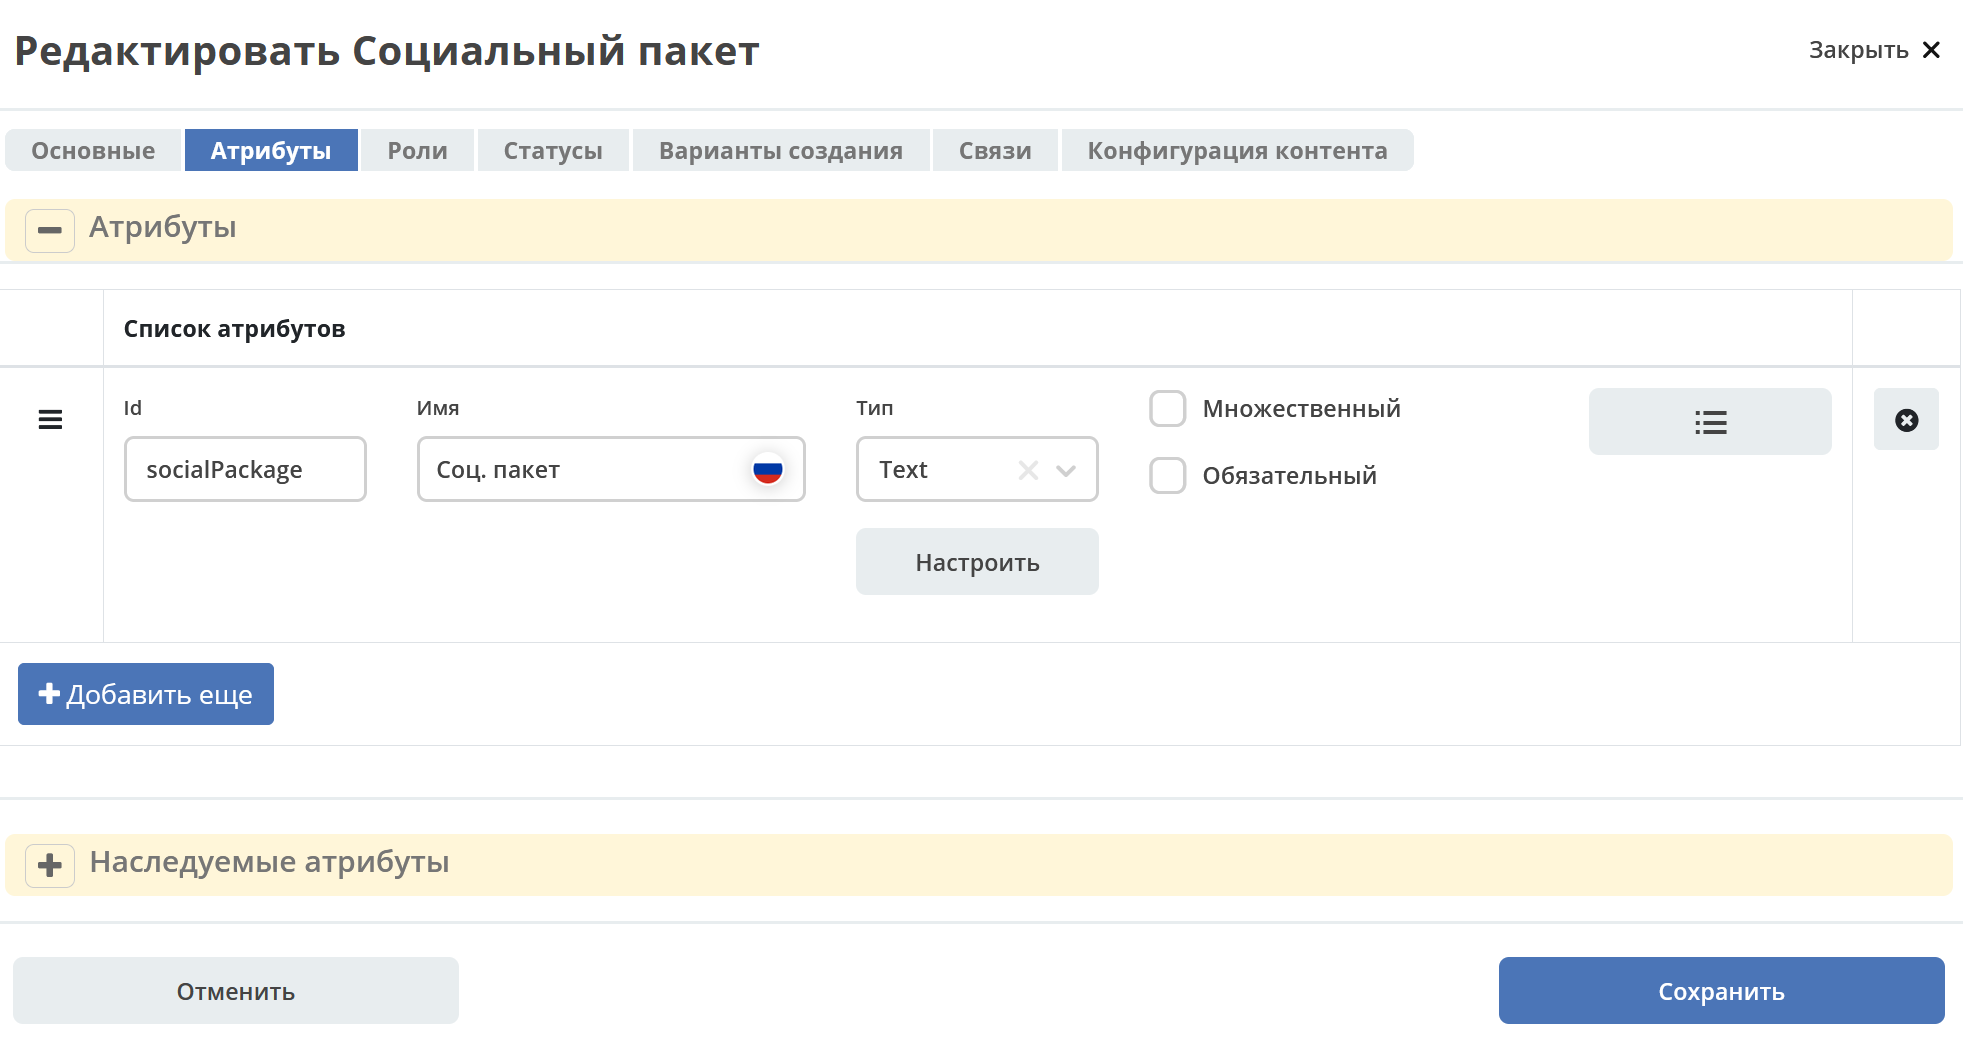 Редактировать Социальный пакет
Закрыть
Основные Атрибуты Роли Статусы Варианты создания Связи Конфигурация контента
Атрибуты
Список атрибутов
Id Имя Тип Множественный
socialPackage Соц. пакет Text Обязательный
Настроить
Добавить еще
Наследуемые атрибуты
Отменить Сохранить